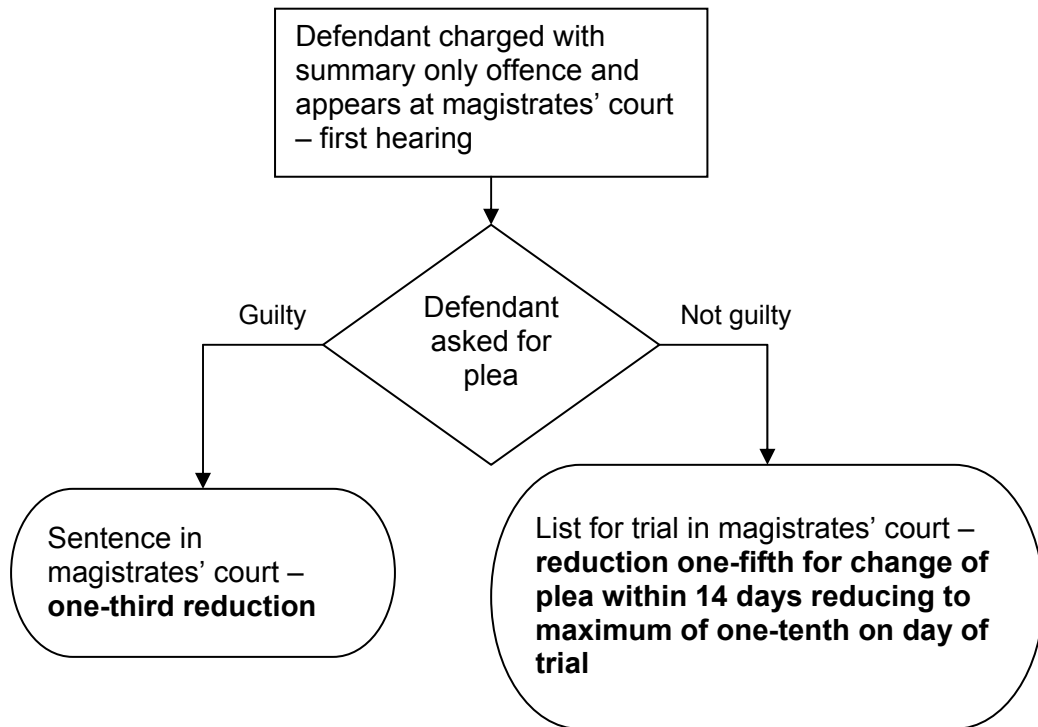 Defendant charged with
summary only offence and
appears at magistrates’ court
– first hearing
Guilty
Defendant
asked for
plea
Not guilty
Sentence in
magistrates’ court –
one-third reduction
List for trial in magistrates’ court –
reduction one-fifth for change of
plea within 14 days reducing to
maximum of one-tenth on day of
trial